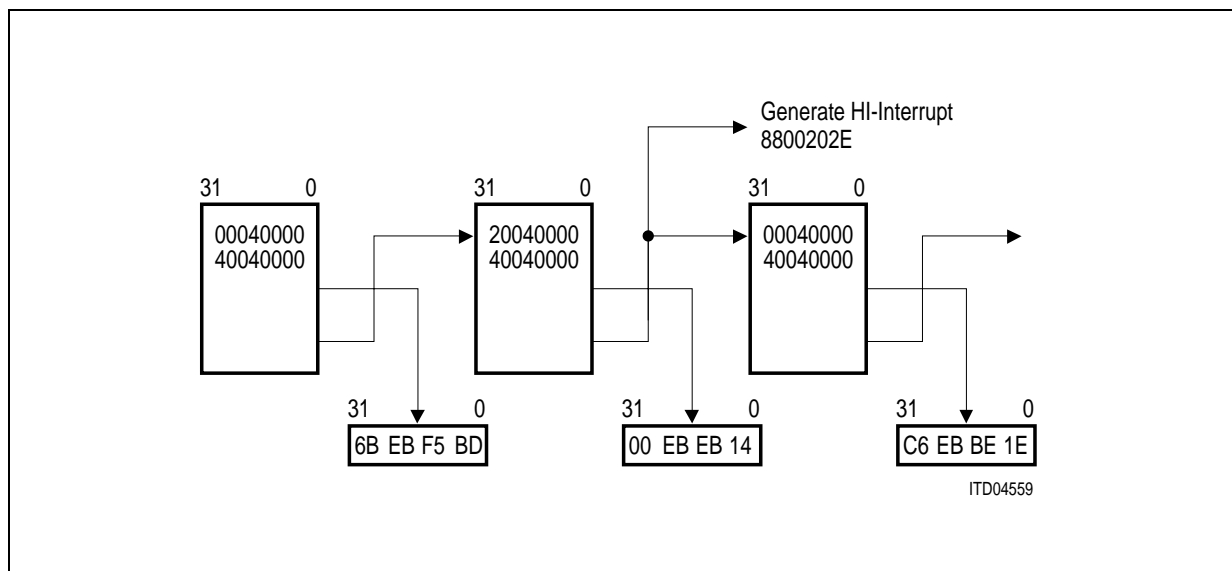 Generate HI-Interrupt
8800202E
31 0 31 0 31 0
00040000 20040000 00040000
40040000 40040000 40040000
31 0 31 0 31 0
6B EB F5 BD 00 EB EB 14 C6 EB BE 1E
ITD04559